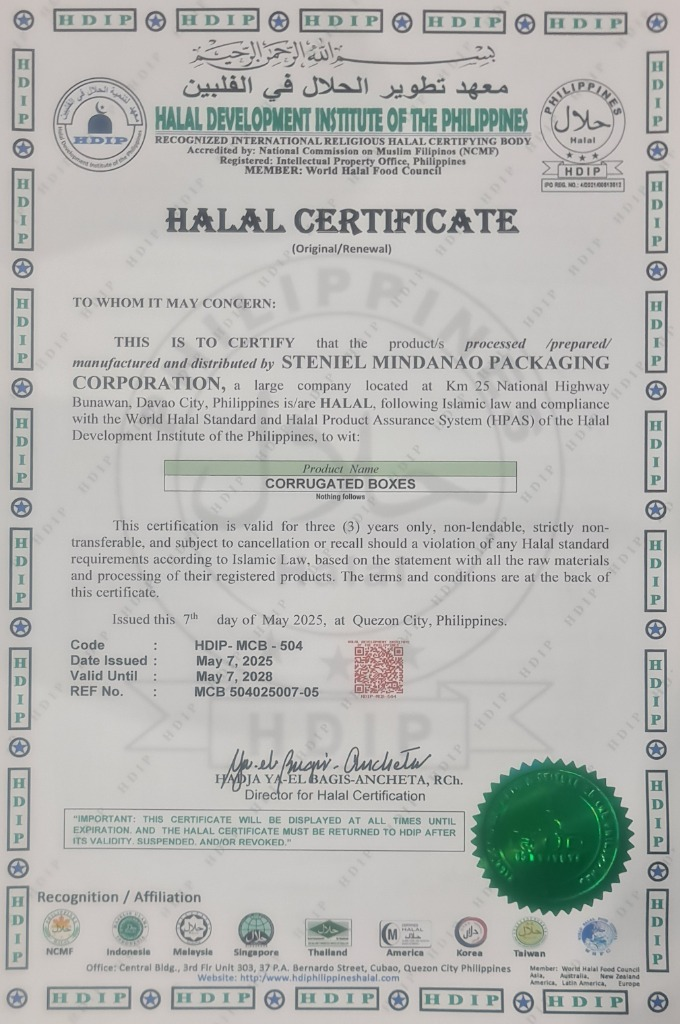 HDIP HDIP HDIP HDIP HDIP
بسم الله الرحمن الرحيم
معهد تطوير الحلال في الفلبين
HALAL DEVELOPMENT INSTITUTE OF THE PHILIPPINES
RECOGNIZED INTERNATIONAL RELIGIOUS HALAL CERTIFYING BODY
Accredited by: National Commission on Muslim Filipinos (NCMF)
Registered: Intellectual Property Office, Philippines
MEMBER: World Halal Food Council
HDIP
Halal Development Institute of the Philippines
PHILIPPINES
حلال
Halal
HDIP
HALAL CERTIFICATE
(Original/Renewal)
TO WHOM IT MAY CONCERN:
THIS IS TO CERTIFY that the product/s processed /prepared/
manufactured and distributed by STENIEL MINDANAO PACKAGING
CORPORATION, a large company located at Km 25 National Highway
Bunawan, Davao City, Philippines is/are HALAL, following Islamic law and compliance
with the World Halal Standard and Halal Product Assurance System (HPAS) of the Halal
Development Institute of the Philippines, to wit:
Product Name
CORRUGATED BOXES
Nothing follows
This certification is valid for three (3) years only, non-lendable, strictly non-
transferable, and subject to cancellation or recall should a violation of any Halal standard
requirements according to Islamic Law, based on the statement with all the raw materials
and processing of their registered products. The terms and conditions are at the back of
this certificate.
Issued this 7th day of May 2025, at Quezon City, Philippines.
Code : HDIP- MCB - 504
Date Issued : May 7, 2025
Valid Until : May 7, 2028
REF No. : MCB 504025007-05
HDIP-MCB-504
Ya-el Bagis-Ancheta
HADJA YA-EL BAGIS-ANCHETA, RCh.
Director for Halal Certification
"IMPORTANT: THIS CERTIFICATE WILL BE DISPLAYED AT ALL TIMES UNTIL
EXPIRATION. AND THE HALAL CERTIFICATE MUST BE RETURNED TO HDIP AFTER
ITS VALIDITY, SUSPENDED, AND/OR REVOKED."
Recognition / Affiliation
NCMF Indonesia Malaysia Singapore Thailand America Korea Taiwan
Office: Central Bldg., 3rd Flr Unit 303, 37 P.A. Bernardo Street, Cubao, Quezon City Philippines
Website: http:/www.hdiphilippineshalal.com
Member: World Halal Food Council
Asia, Australia, New Zealand
America, Latin America, Europe
HDIP HDIP HDIP HDIP HDIP HDIP